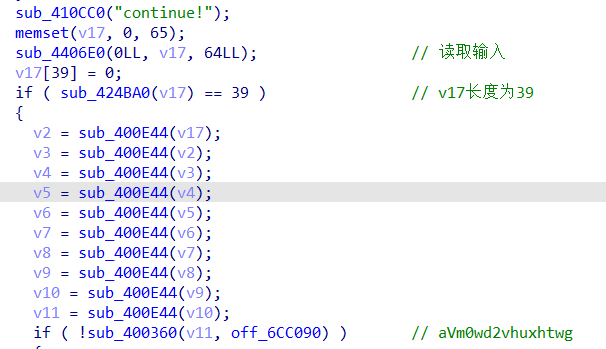 sub_410CC0("continue!");
memset(v17, 0, 65);
sub_4406E0(0LL, v17, 64LL); // 读取输入
v17[39] = 0;
if ( sub_424BA0(v17) == 39 ) // v17长度为39
{
v2 = sub_400E44(v17);
v3 = sub_400E44(v2);
v4 = sub_400E44(v3);
v5 = sub_400E44(v4);
v6 = sub_400E44(v5);
v7 = sub_400E44(v6);
v8 = sub_400E44(v7);
v9 = sub_400E44(v8);
v10 = sub_400E44(v9);
v11 = sub_400E44(v10);
if ( !sub_400360(v11, off_6CC090) ) // aVm0wd2vhuxhtwg